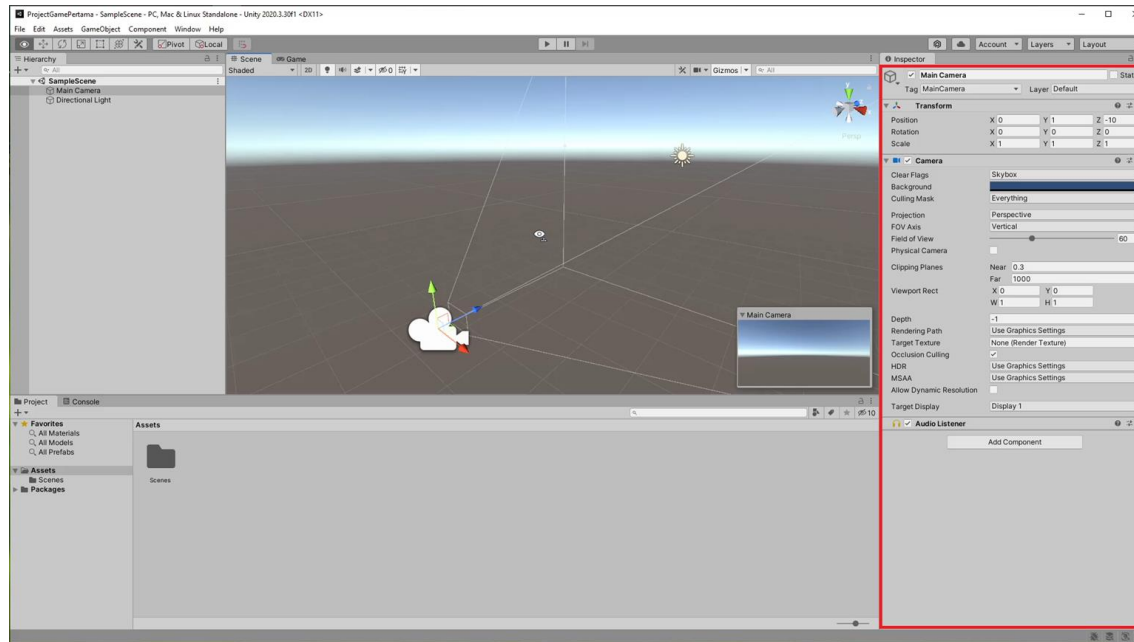 ProjectGamePertama - SampleScene - PC, Mac & Linux Standalone - Unity 2020.3.30f1 <DX11>
File Edit Assets GameObject Component Window Help
Pivot Local
Account Layers Layout
Hierarchy
All
SampleScene
Main Camera
Directional Light
Scene Game
Shaded 2D 0 Gizmos All
y
Persp
Main Camera
Inspector
Main Camera Stat
Tag MainCamera Layer Default
Transform
Position X 0 Y 1 Z -10
Rotation X 0 Y 0 Z 0
Scale X 1 Y 1 Z 1
Camera
Clear Flags Skybox
Background
Culling Mask Everything
Projection Perspective
FOV Axis Vertical
Field of View 60
Physical Camera
Clipping Planes Near 0.3
Far 1000
Viewport Rect X 0 Y 0
W 1 H 1
Depth -1
Rendering Path Use Graphics Settings
Target Texture None (Render Texture)
Occlusion Culling
HDR Use Graphics Settings
MSAA Use Graphics Settings
Allow Dynamic Resolution
Target Display Display 1
Audio Listener
Add Component
Project Console
10
Favorites
All Materials
All Models
All Prefabs
Assets
Scenes
Packages
Assets
Scenes